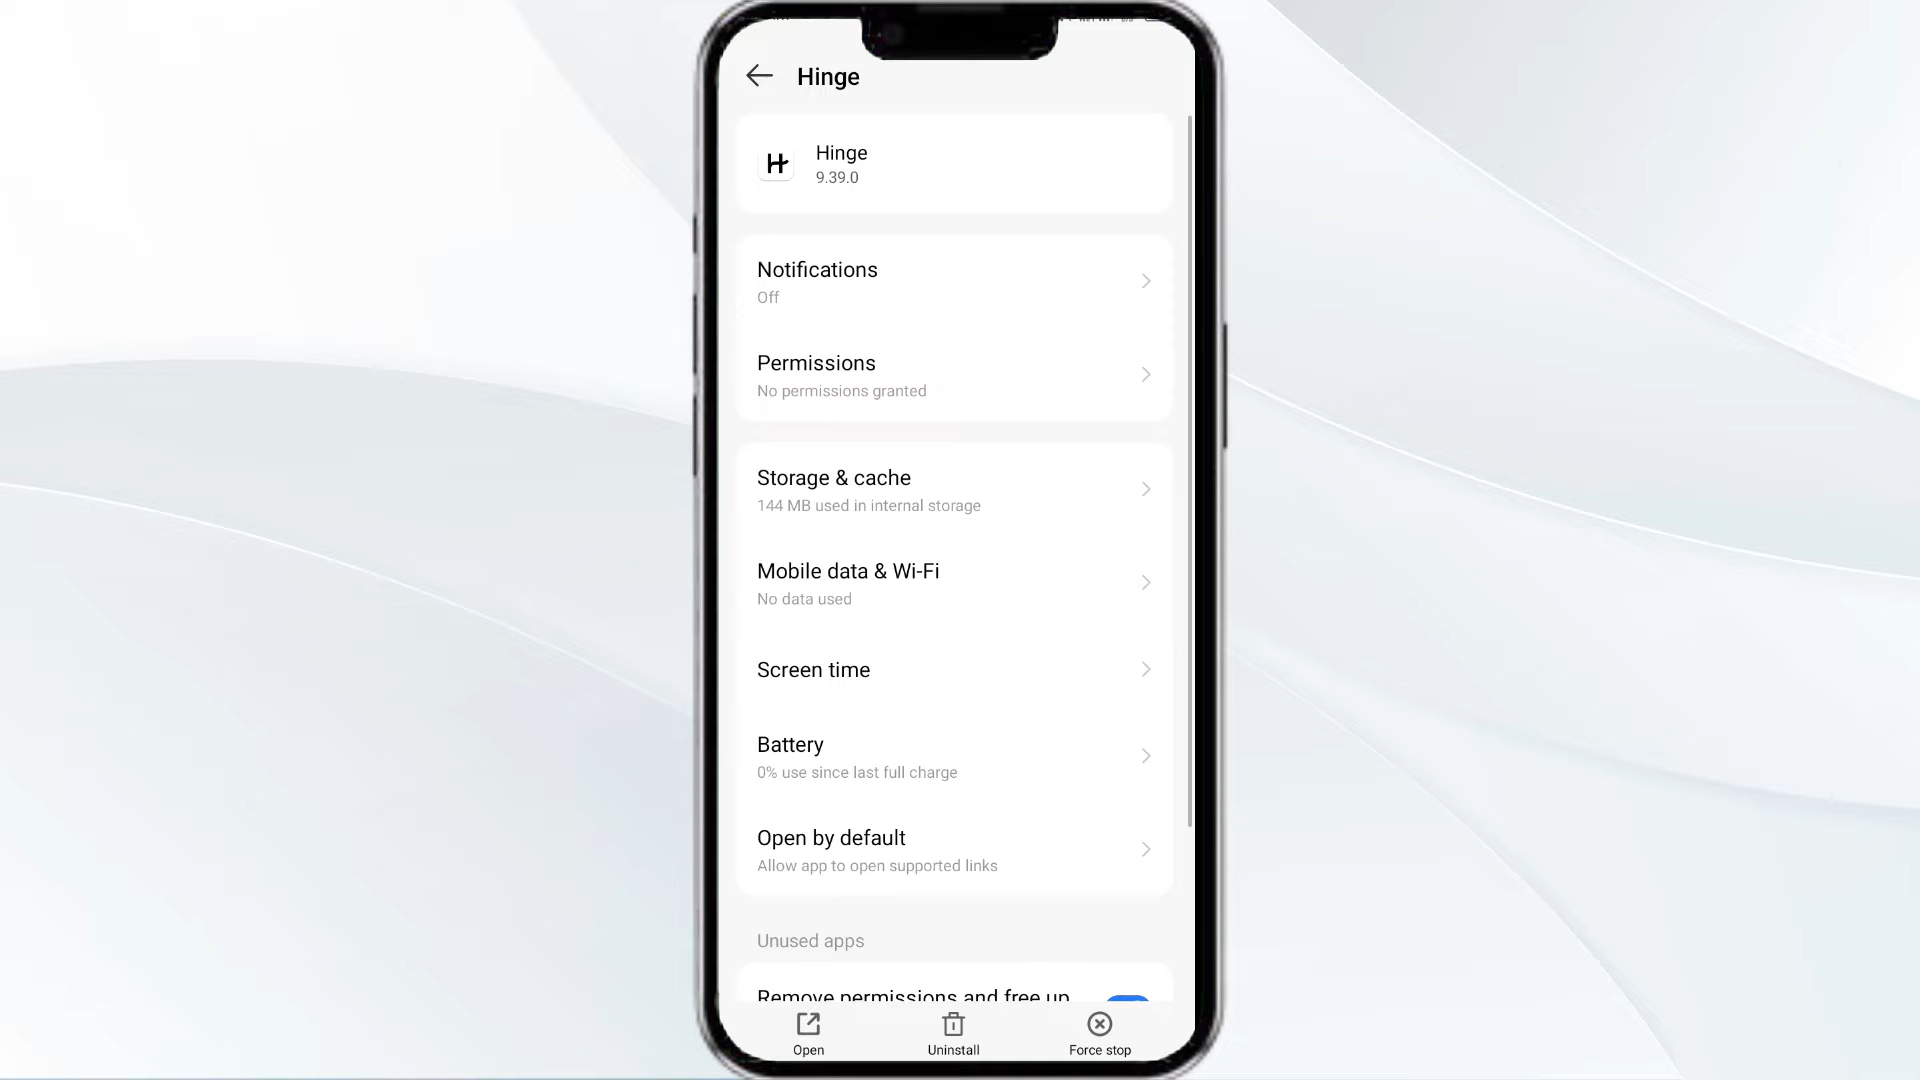 Hinge
Hinge
9.39.0
Notifications
Off
Permissions
No permissions granted
Storage & cache
144 MB used in internal storage
Mobile data & Wi-Fi
No data used
Screen time
Battery
0% use since last full charge
Open by default
Allow app to open supported links
Unused apps
Remove permissions and free up
Open
Uninstall
Force stop